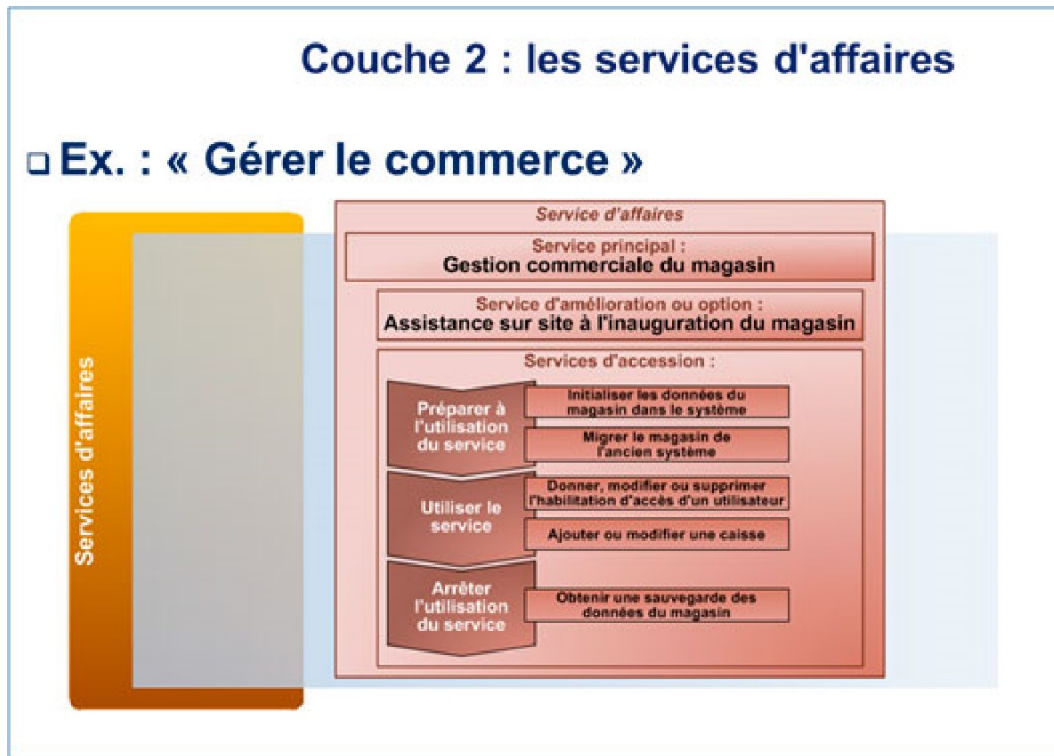 Couche 2 : les services d'affaires
❑ Ex. : « Gérer le commerce »
Services d'affaires
Service d'affaires
Service principal :
Gestion commerciale du magasin
Service d'amélioration ou option :
Assistance sur site à l'inauguration du magasin
Services d'accession :
Préparer à
l'utilisation
du service
Initialiser les données du
magasin dans le système
Migrer le magasin de
l'ancien système
Utiliser le
service
Donner, modifier ou supprimer
l'habilitation d'accès d'un utilisateur
Ajouter ou modifier une caisse
Arrêter
l'utilisation
du service
Obtenir une sauvegarde des
données du magasin